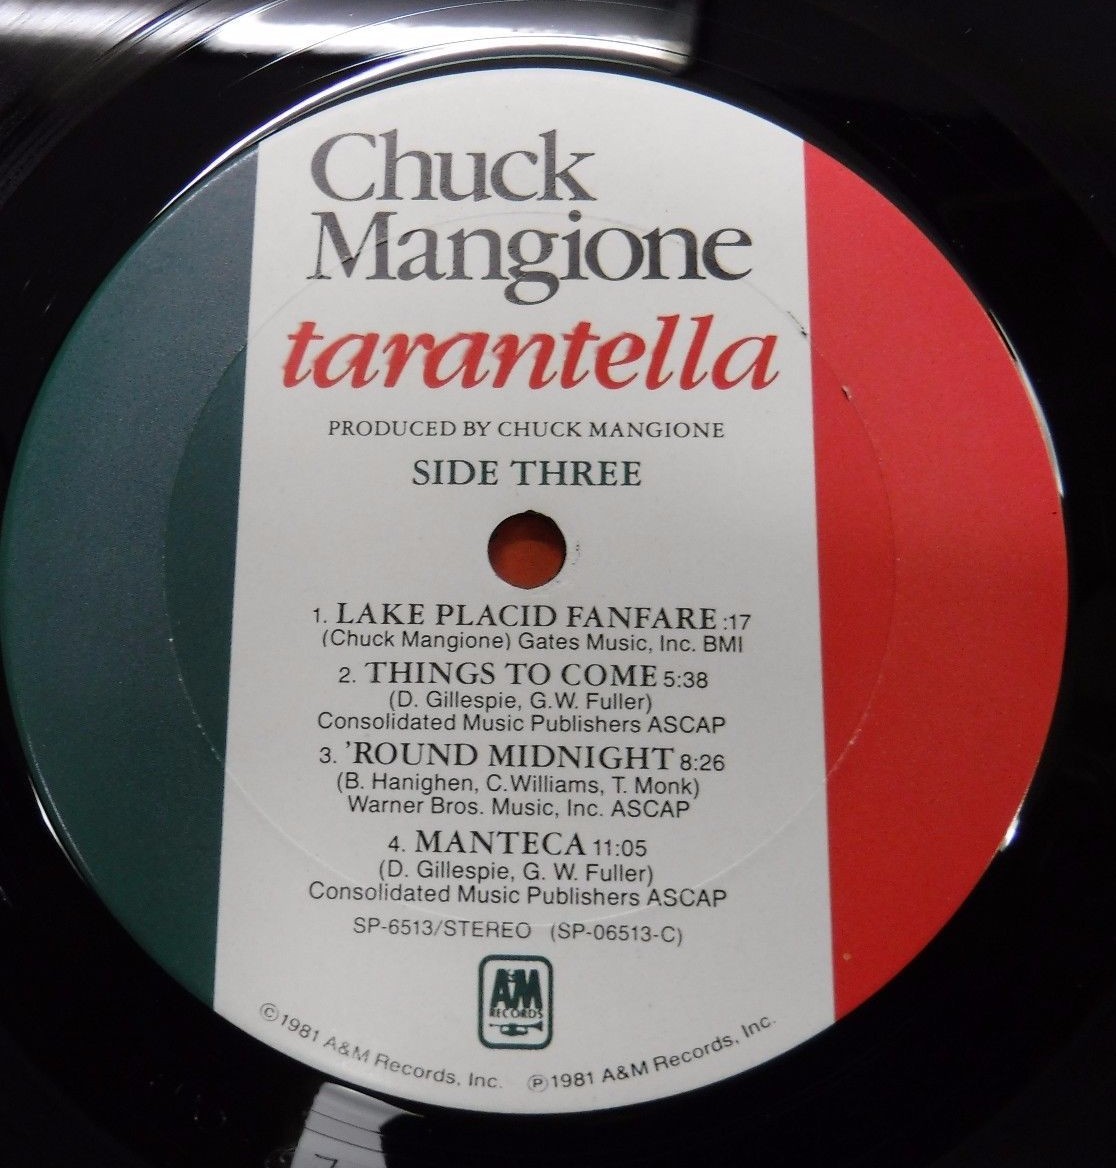 Chuck
Mangione
tarantella
PRODUCED BY CHUCK MANGIONE
SIDE THREE
1. LAKE PLACID FANFARE :17
(Chuck Mangione) Gates Music, Inc. BMI
2. THINGS TO COME 5:38
(D. Gillespie, G.W. Fuller)
Consolidated Music Publishers ASCAP
3. 'ROUND MIDNIGHT 8:26
(B. Hanighen, C.Williams, T. Monk)
Warner Bros. Music, Inc. ASCAP
4. MANTECA 11:05
(D. Gillespie, G. W. Fuller)
Consolidated Music Publishers ASCAP
SP-6513/STEREO (SP-06513-C)
A&M
RECORDS
©1981 A&M Records, Inc. ℗1981 A&M Records, Inc.